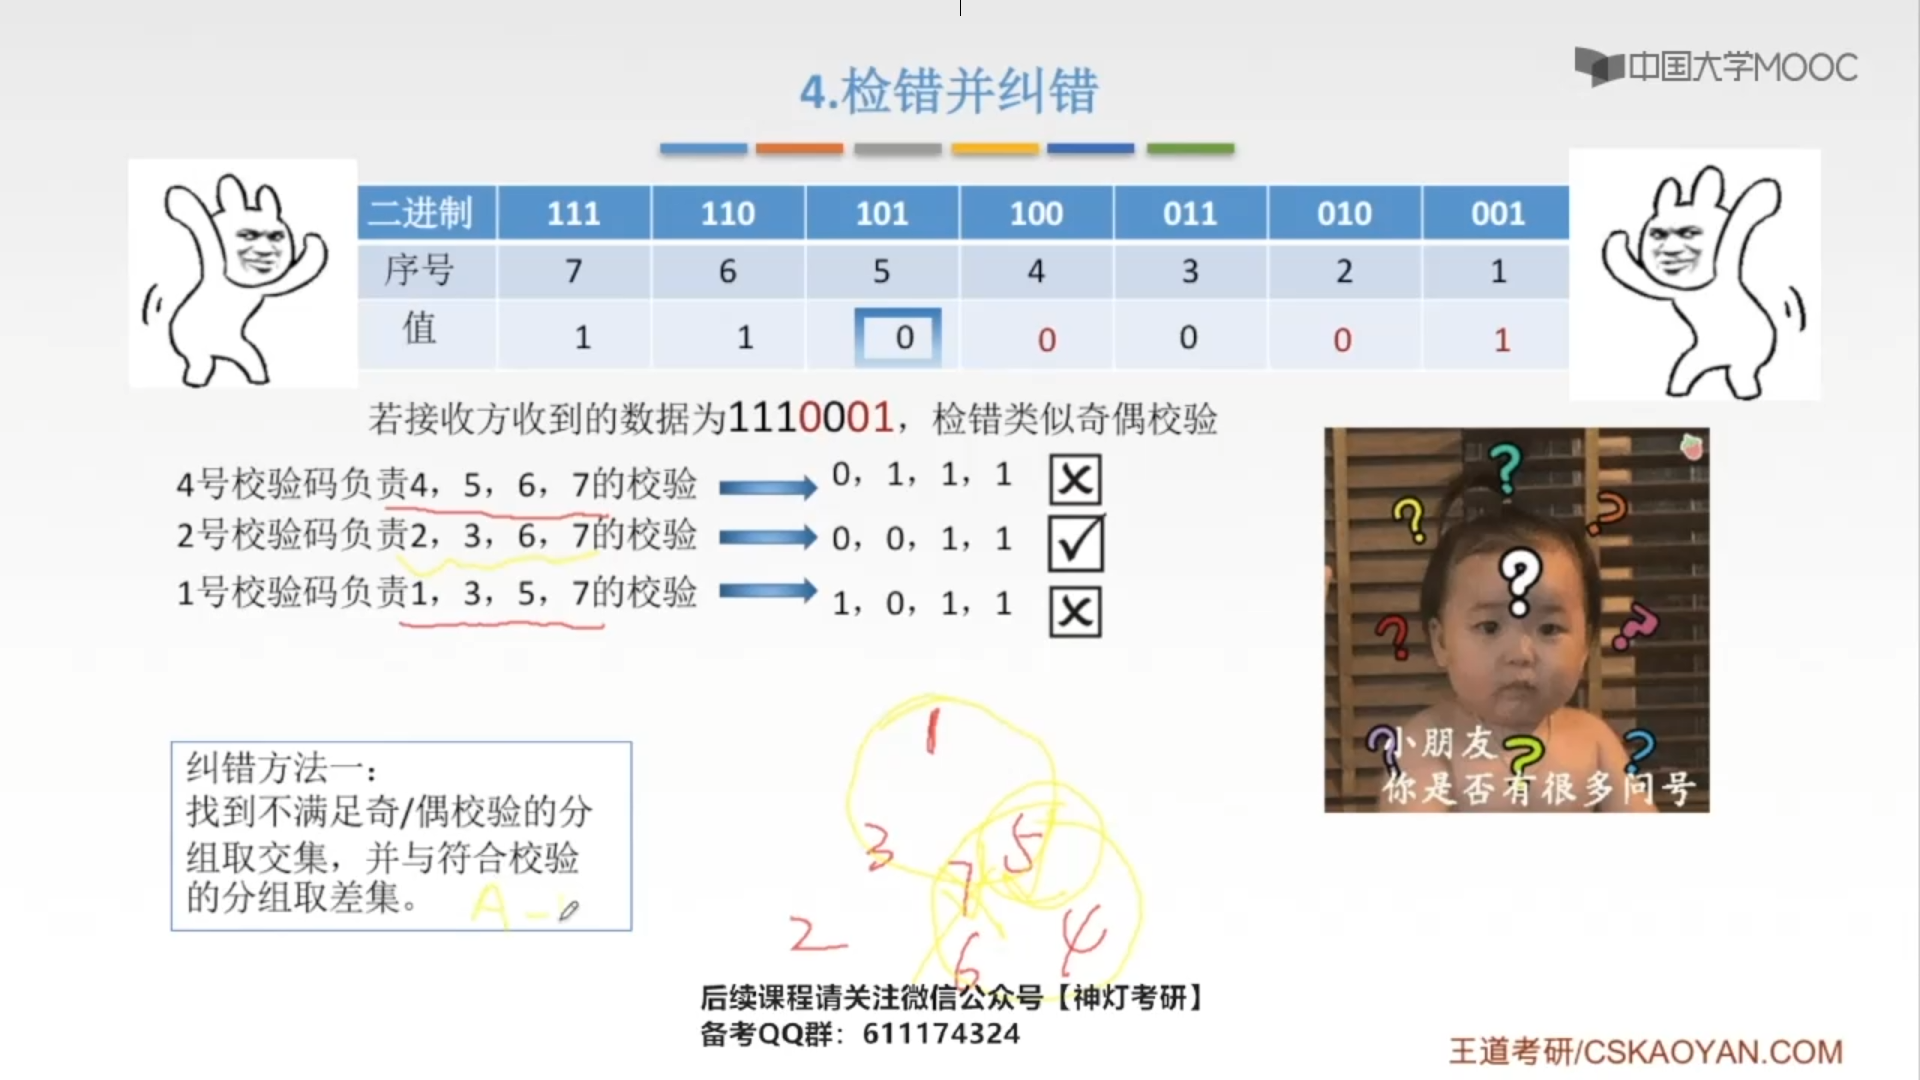 中国大学MOOC
4.检错并纠错
二进制 111 110 101 100 011 010 001
序号 7 6 5 4 3 2 1
值 1 1 0 0 0 0 1
若接收方收到的数据为1110001，检错类似奇偶校验
4号校验码负责4，5，6，7的校验 0，1，1，1
2号校验码负责2，3，6，7的校验 0，0，1，1
1号校验码负责1，3，5，7的校验 1，0，1，1
纠错方法一：
找到不满足奇/偶校验的分
组取交集，并与符合校验
的分组取差集。
A -
1
3 5
7
2 4
6
小朋友
你是否有很多问号
后续课程请关注微信公众号【神灯考研】
备考QQ群：611174324
王道考研/CSKAOYAN.COM